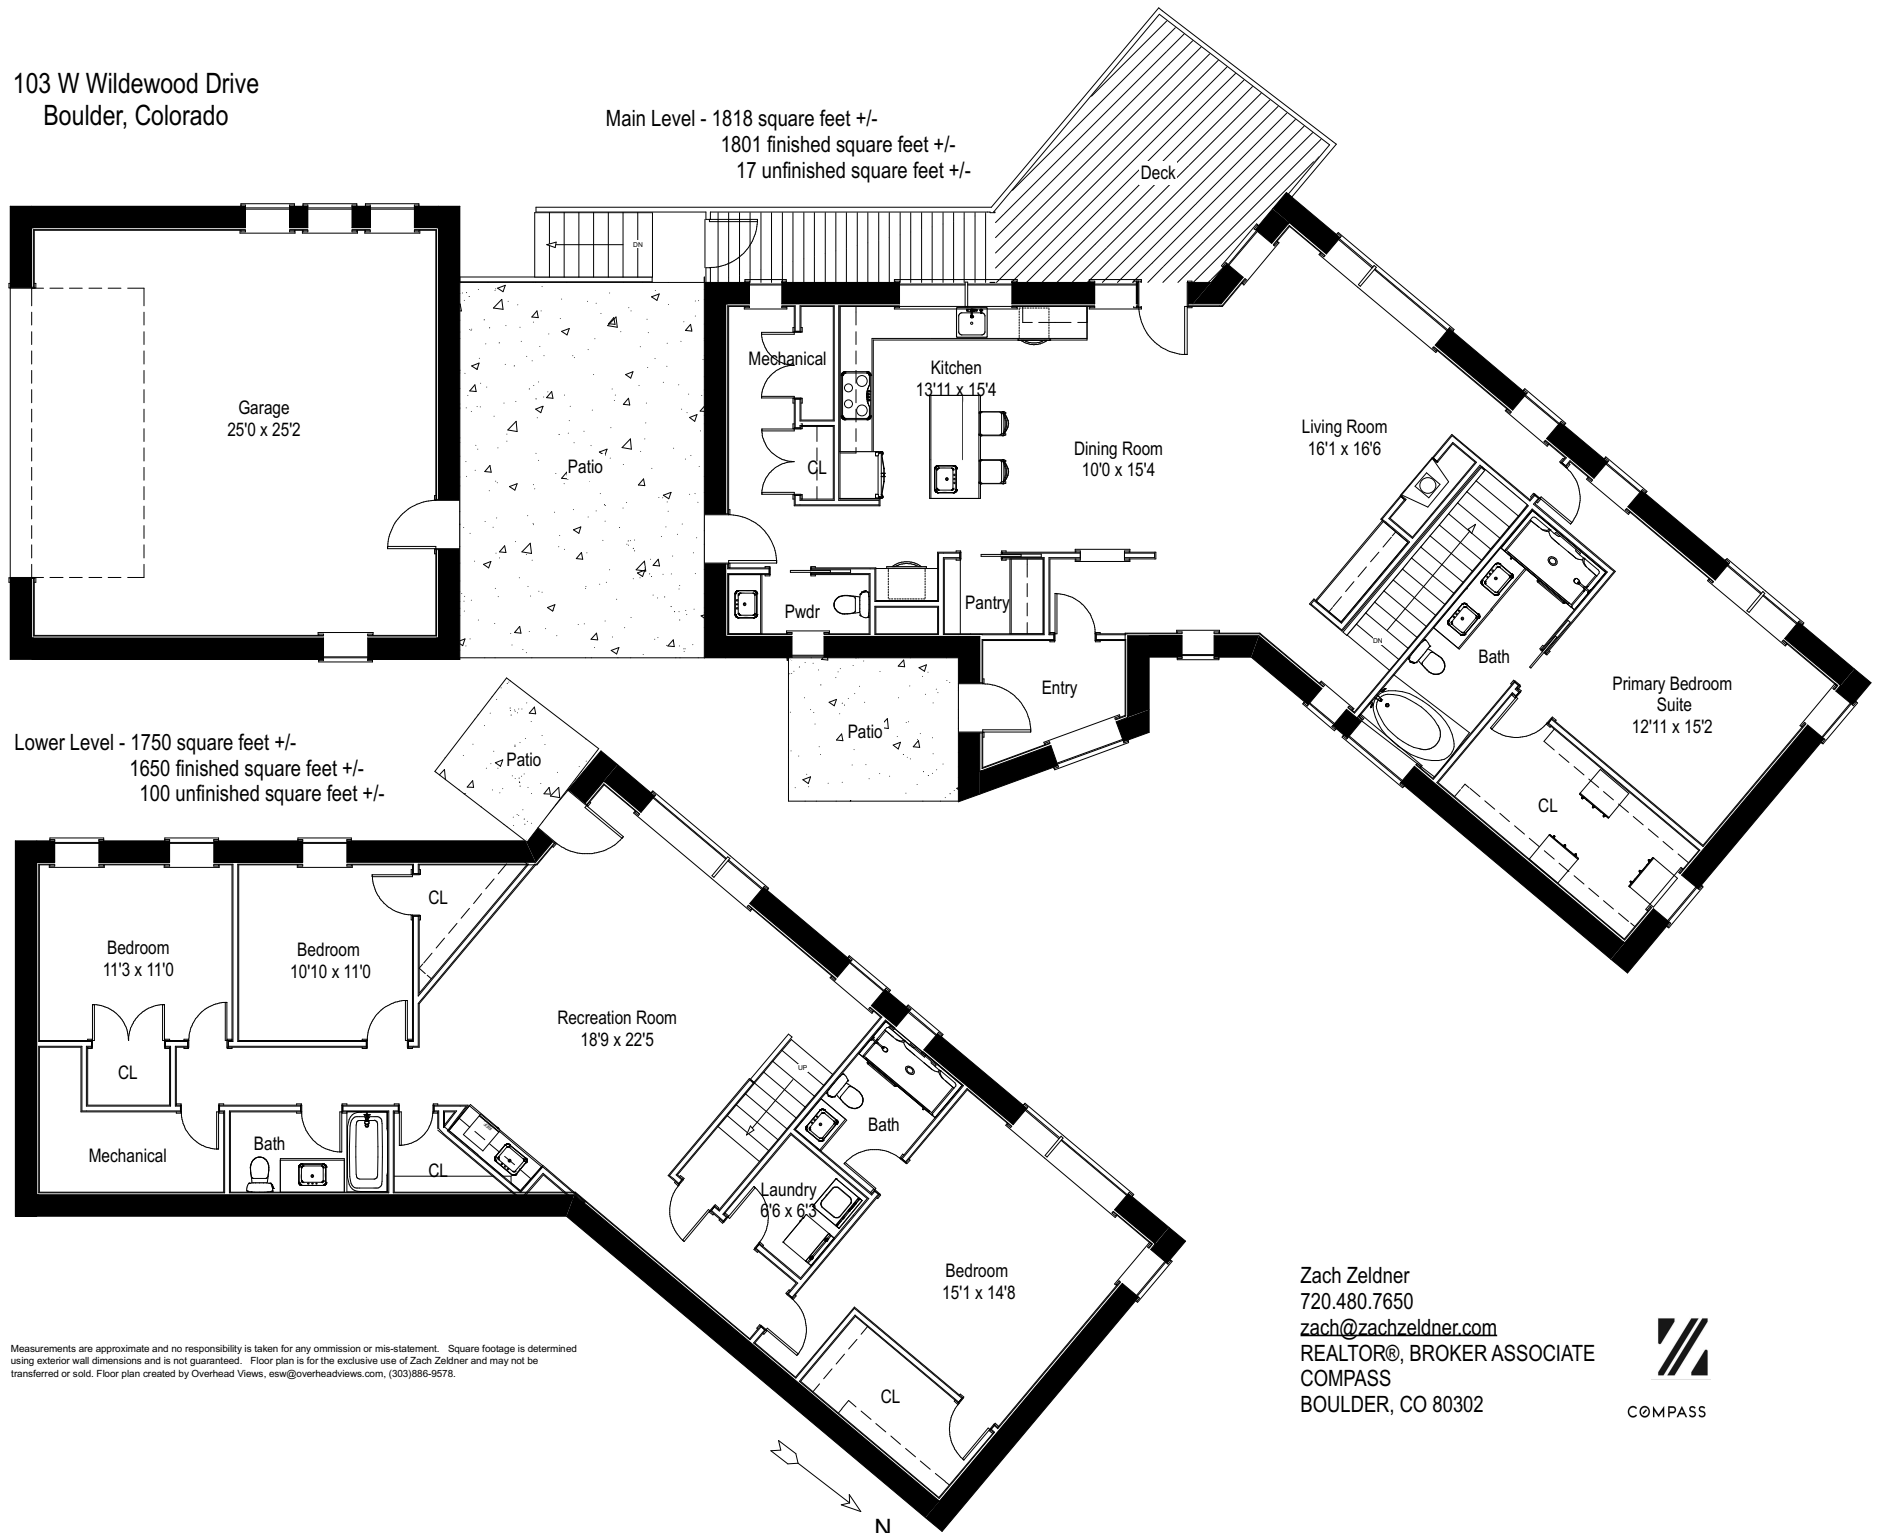 103 W Wildewood Drive
Boulder, Colorado
Main Level - 1818 square feet +/-
1801 finished square feet +/-
17 unfinished square feet +/-
Deck
DN
Mechanical
Kitchen
13'11 x 15'4
Garage
25'0 x 25'2
Patio
CL
Dining Room
10'0 x 15'4
Living Room
16'1 x 16'6
Pwdr
Pantry
DN
Bath
Entry
Patio
Primary Bedroom
Suite
12'11 x 15'2
CL
Lower Level - 1750 square feet +/-
1650 finished square feet +/-
100 unfinished square feet +/-
Patio
CL
Bedroom
11'3 x 11'0
Bedroom
10'10 x 11'0
Recreation Room
18'9 x 22'5
CL
UP
Bath
Mechanical
Bath
CL
Laundry
6'6 x 6'3
Bedroom
15'1 x 14'8
CL
N
Measurements are approximate and no responsibility is taken for any ommission or mis-statement. Square footage is determined
using exterior wall dimensions and is not guaranteed. Floor plan is for the exclusive use of Zach Zeldner and may not be
transferred or sold. Floor plan created by Overhead Views, esw@overheadviews.com, (303)886-9578.
Zach Zeldner
720.480.7650
zach@zachzeldner.com
REALTOR®, BROKER ASSOCIATE
COMPASS
BOULDER, CO 80302
COMPASS